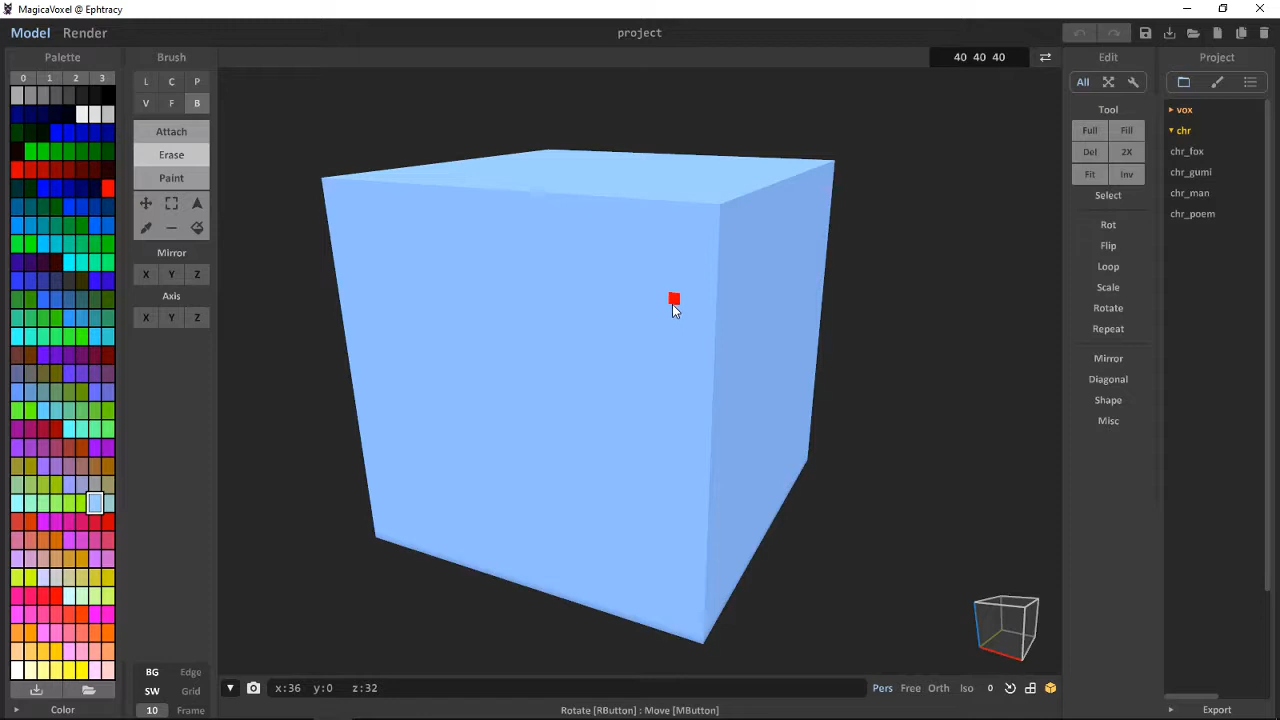 MagicaVoxel @ Ephtracy
Model Render
project
Palette
0 1 2 3
Color
Brush
L C P
V F B
Attach
Erase
Paint
Mirror
X Y Z
Axis
X Y Z
BG Edge
SW Grid
10 Frame
40 40 40
x:36 y:0 z:32
Pers Free Orth Iso 0
Rotate [RButton] : Move [MButton]
Edit
All
Tool
Full Fill
Del 2X
Fit Inv
Select
Rot
Flip
Loop
Scale
Rotate
Repeat
Mirror
Diagonal
Shape
Misc
Project
vox
chr
chr_fox
chr_gumi
chr_man
chr_poem
Export